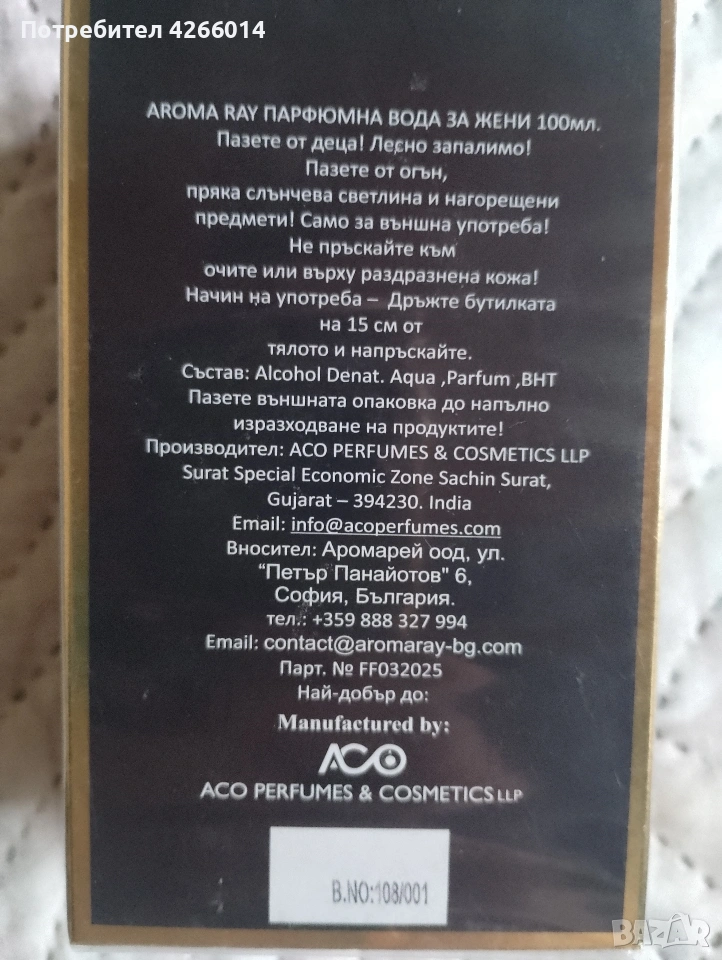 Потребител 4266014
AROMA RAY ПАРФЮМНА ВОДА ЗА ЖЕНИ 100мл.
Пазете от деца! Лесно запалимо!
Пазете от огън,
пряка слънчева светлина и нагорещени
предмети! Само за външна употреба!
Не пръскайте към
очите или върху раздразнена кожа!
Начин на употреба – Дръжте бутилката
на 15 см от
тялото и напръскайте.
Състав: Alcohol Denat. Aqua ,Parfum ,BHT
Пазете външната опаковка до напълно
изразходване на продуктите!
Производител: ACO PERFUMES & COSMETICS LLP
Surat Special Economic Zone Sachin Surat,
Gujarat – 394230. India
Email: info@acoperfumes.com
Вносител: Аромарей оод, ул.
“Петър Панайотов" 6,
София, България.
тел.: +359 888 327 994
Email: contact@aromaray-bg.com
Парт. № FF032025
Най-добър до:
Manufactured by:
ACO
ACO PERFUMES & COSMETICS LLP
B.NO:108/001
BAZAR